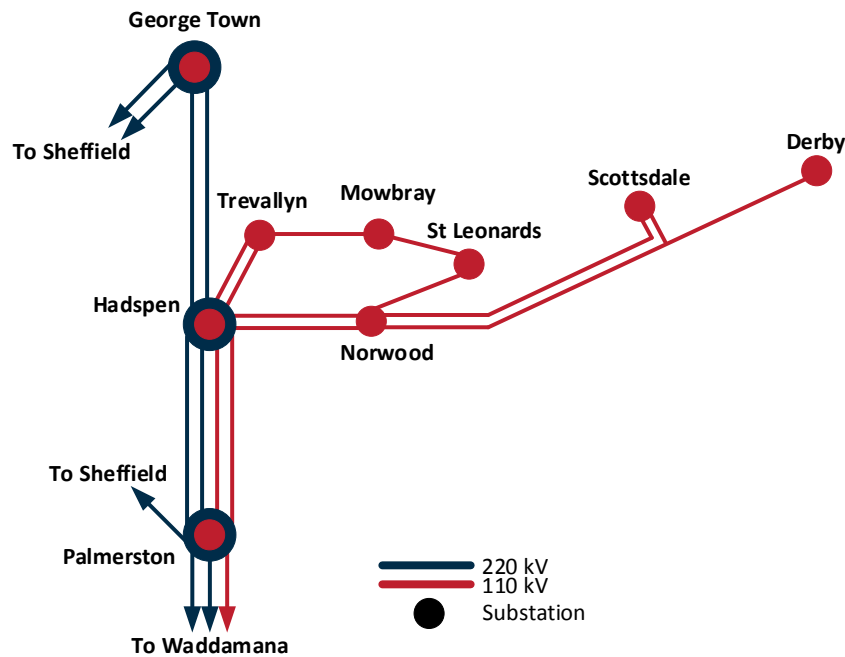 George Town
To Sheffield
Derby
Scottsdale
Mowbray
Trevallyn
St Leonards
Hadspen
Norwood
To Sheffield
Palmerston
220 kV
110 kV
Substation
To Waddamana